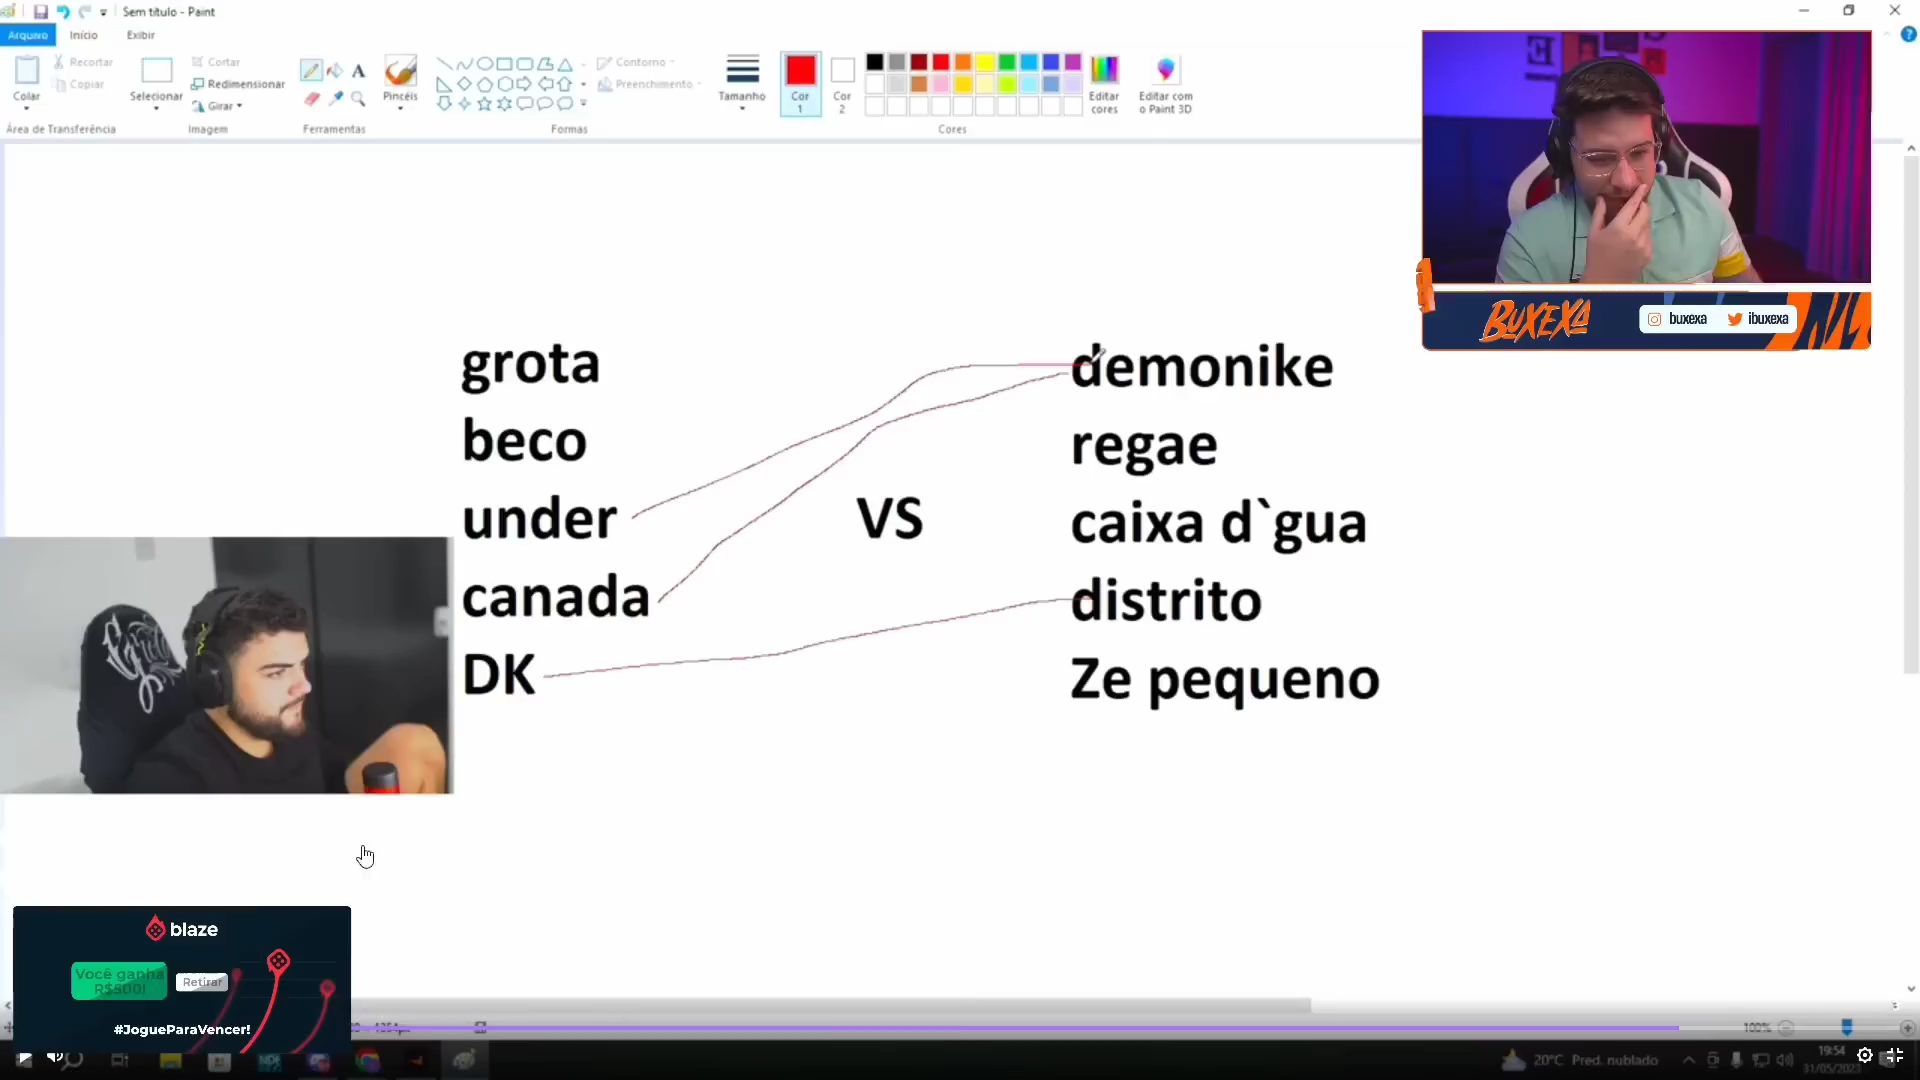 Sem título - Paint
Arquivo
Início
Exibir
Colar
Recortar
Copiar
Área de Transferência
Selecionar
Cortar
Redimensionar
Girar
Imagem
A
Ferramentas
Pincéis
Formas
Contorno
Preenchimento
Tamanho
Cor
1
Cor
2
Cores
Editar
cores
Editar com
o Paint 3D
BUXEXA
buxexa
ibuxexa
grota
beco
under
canada
DK
VS
demonike
regae
caixa d`gua
distrito
Ze pequeno
blaze
Você ganha
R$500!
Retirar
#JogueParaVencer!
100%
20°C Pred. nublado
19:54